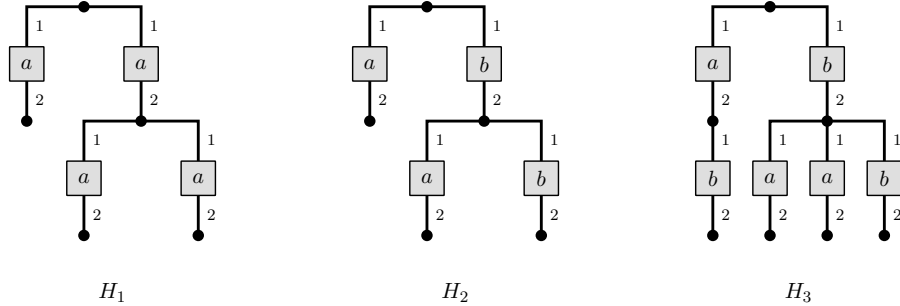 1 1 1 1 1 1
a a a b a b
2 2 2 2 2 2
1 1 1 1 1 1 1 1
a a a b b a a b
2 2 2 2 2 2 2 2
H₁ H₂ H₃